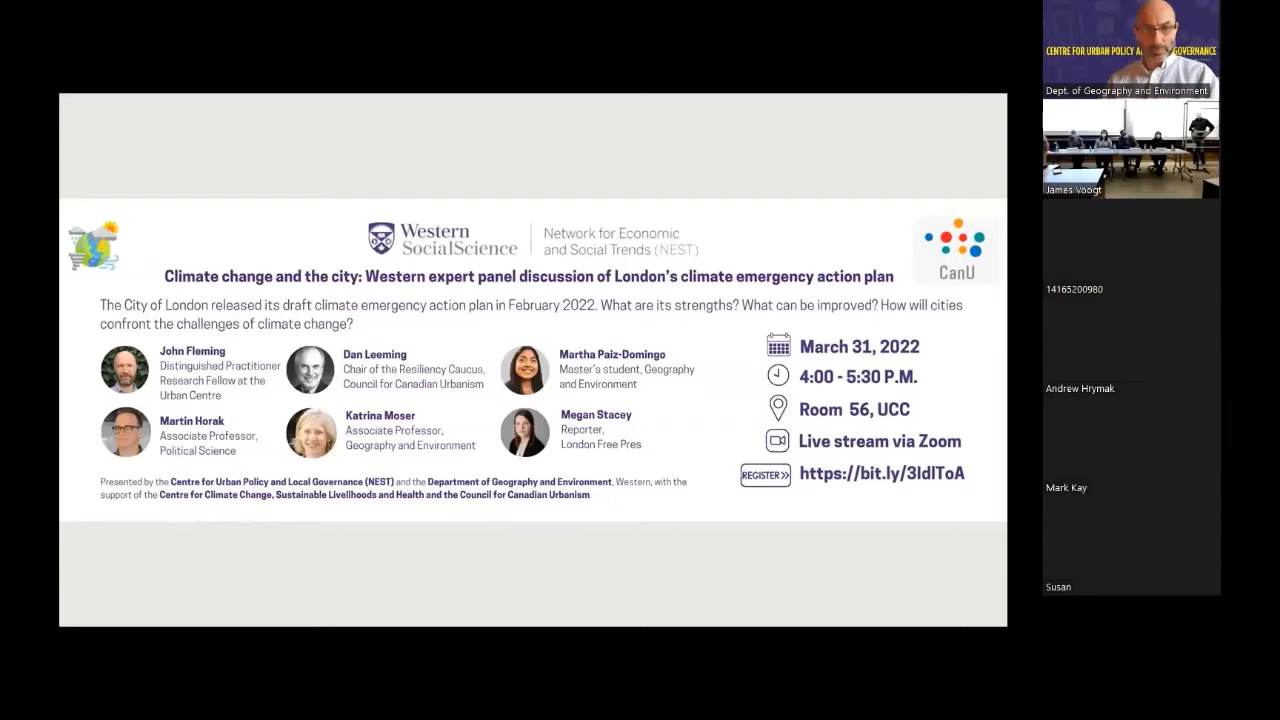 Western
SocialScience
Network for Economic
and Social Trends (NEST)
CanU
Climate change and the city: Western expert panel discussion of London's climate emergency action plan
The City of London released its draft climate emergency action plan in February 2022. What are its strengths? What can be improved? How will cities
confront the challenges of climate change?
John Fleming
Distinguished Practitioner
Research Fellow at the
Urban Centre
Dan Leeming
Chair of the Resiliency Caucus,
Council for Canadian Urbanism
Martha Paiz-Domingo
Master's student, Geography
and Environment
Martin Horak
Associate Professor,
Political Science
Katrina Moser
Associate Professor,
Geography and Environment
Megan Stacey
Reporter,
London Free Pres
March 31, 2022
4:00 - 5:30 P.M.
Room 56, UCC
Live stream via Zoom
REGISTER >>
https://bit.ly/3IdlToA
Presented by the Centre for Urban Policy and Local Governance (NEST) and the Department of Geography and Environment, Western, with the
support of the Centre for Climate Change, Sustainable Livelihoods and Health and the Council for Canadian Urbanism.
CENTRE FOR URBAN POLICY A GOVERNANCE
Dept. of Geography and Environment
James Voogt
14165200980
Andrew Hrymak
Mark Kay
Susan